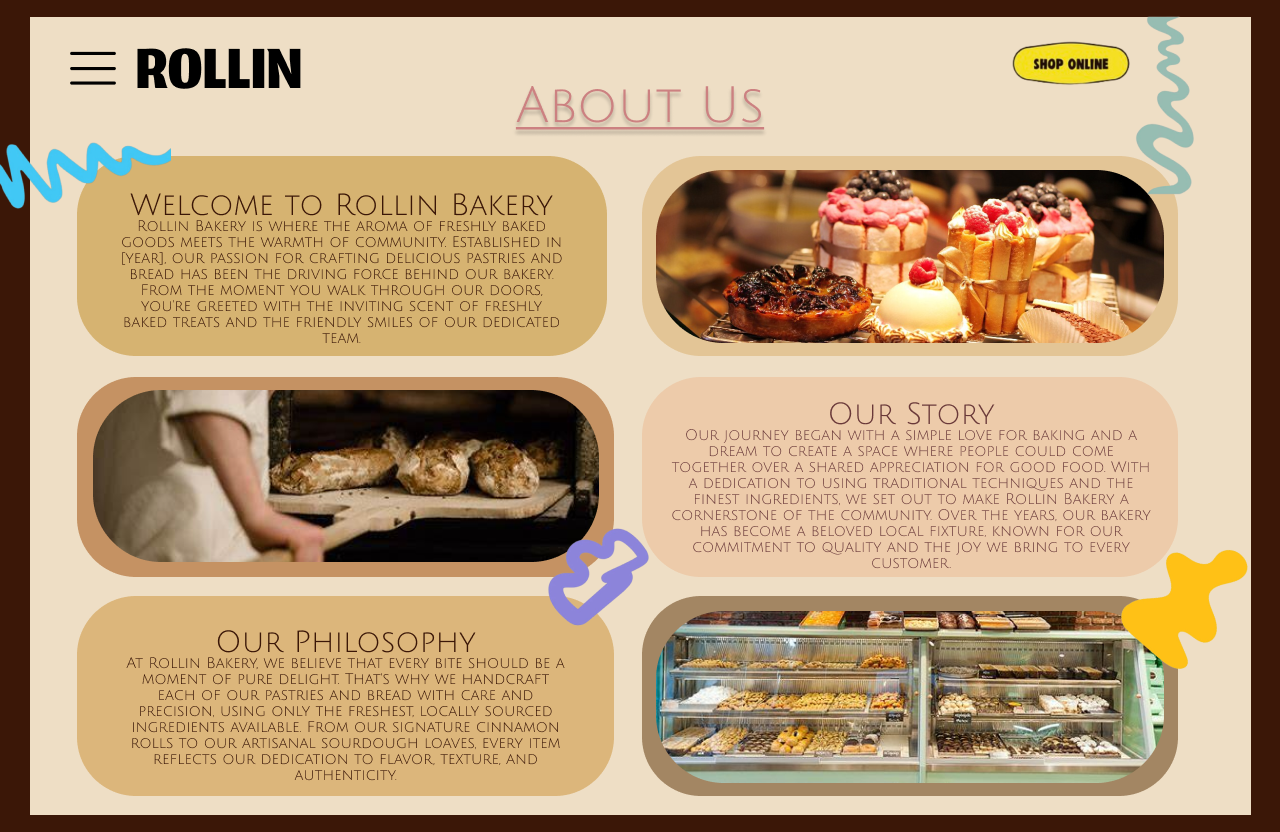 ROLLIN
SHOP ONLINE
About Us
Welcome to Rollin Bakery
Rollin Bakery is where the aroma of freshly baked
goods meets the warmth of community. Established in
[Year], our passion for crafting delicious pastries and
bread has been the driving force behind our bakery.
From the moment you walk through our doors,
you're greeted with the inviting scent of freshly
baked treats and the friendly smiles of our dedicated
team.
Our Story
Our journey began with a simple love for baking and a
dream to create a space where people could come
together over a shared appreciation for good food. With
a dedication to using traditional techniques and the
finest ingredients, we set out to make Rollin Bakery a
cornerstone of the community. Over the years, our bakery
has become a beloved local fixture, known for our
commitment to quality and the joy we bring to every
customer.
Our Philosophy
At Rollin Bakery, we believe that every bite should be a
moment of pure delight. That's why we handcraft
each of our pastries and bread with care and
precision, using only the freshest, locally sourced
ingredients available. From our signature cinnamon
rolls to our artisanal sourdough loaves, every item
reflects our dedication to flavor, texture, and
authenticity.